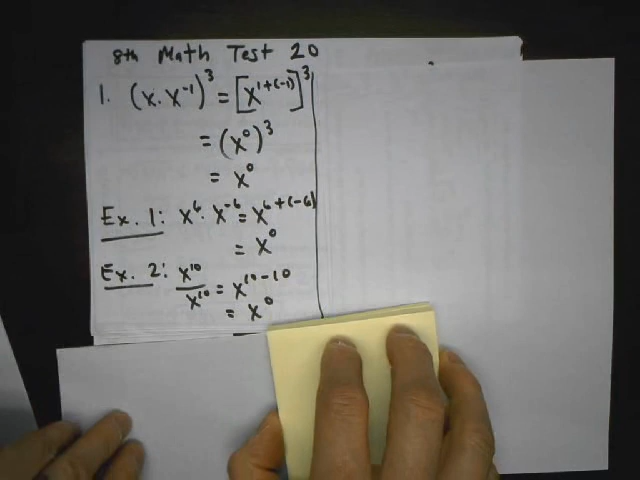 8th Math Test 20
1. (x·x⁻¹)³ = [x¹⁺⁽⁻¹⁾]³
= (x⁰)³
= x⁰
Ex. 1: x⁶·x⁻⁶ = x⁶⁺⁽⁻⁶⁾
= x⁰
Ex. 2: x¹⁰/x¹⁰ = x¹⁰⁻¹⁰
= x⁰